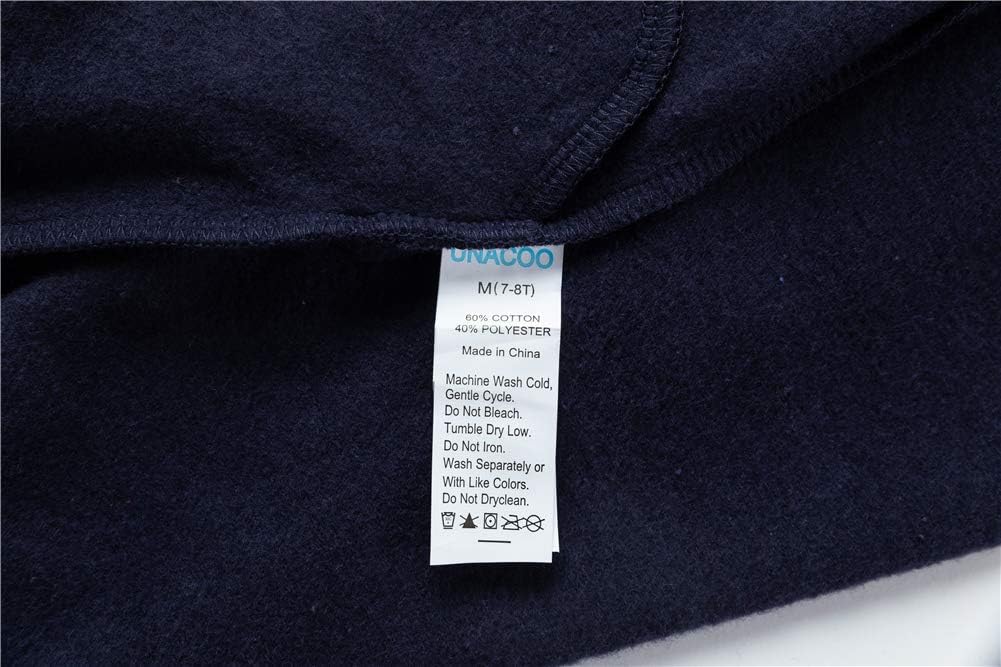 UNACOO
M(7-8T)
60% COTTON
40% POLYESTER
Made in China
Machine Wash Cold,
Gentle Cycle.
Do Not Bleach.
Tumble Dry Low.
Do Not Iron.
Wash Separately or
With Like Colors.
Do Not Dryclean.